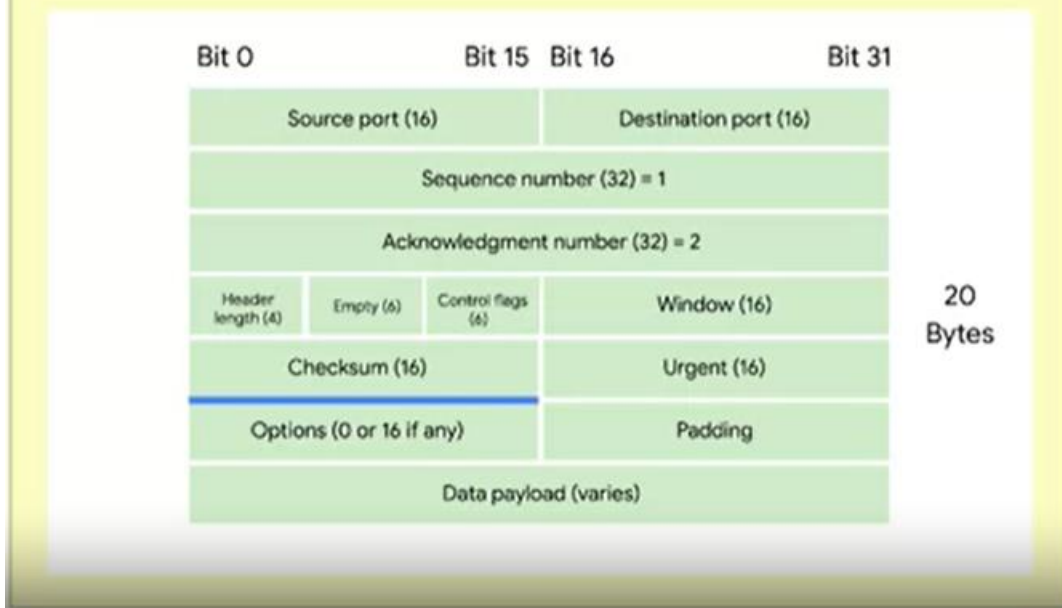 Bit 0 Bit 15 Bit 16 Bit 31
Source port (16) Destination port (16)
Sequence number (32) = 1
Acknowledgment number (32) = 2
Header length (4) Empty (6) Control flags (6) Window (16)
20
Bytes
Checksum (16) Urgent (16)
Options (0 or 16 if any) Padding
Data payload (varies)